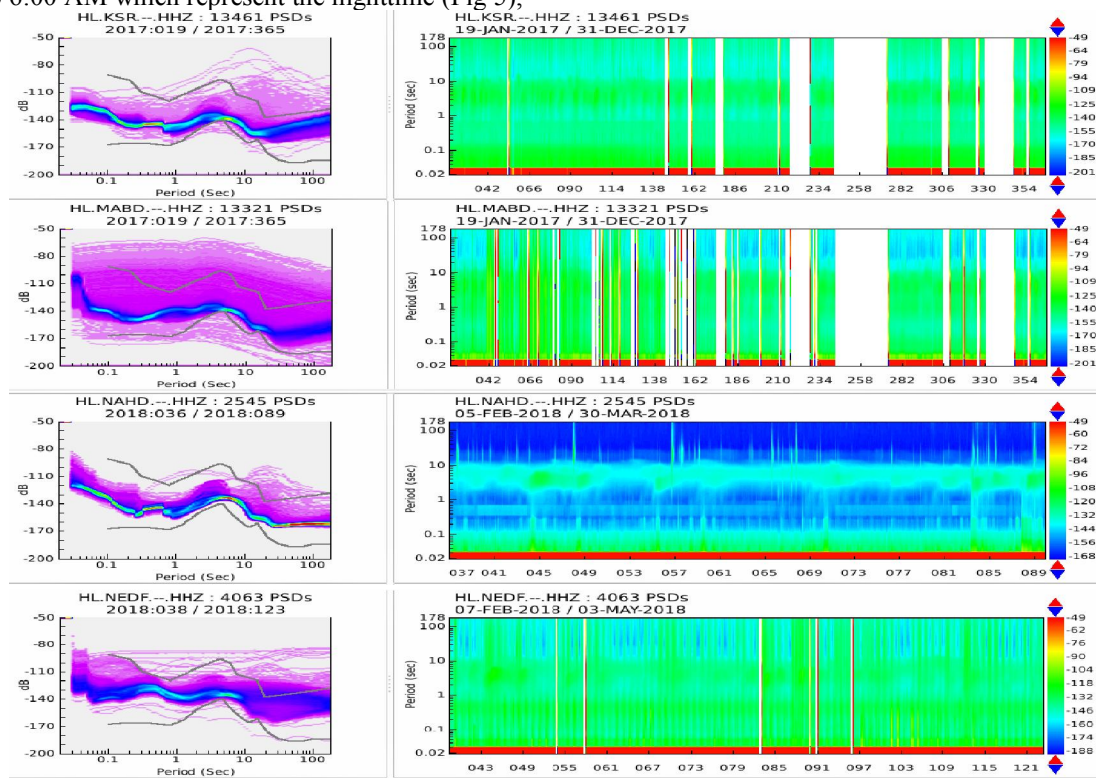 6:00 AM which represent the nighttime (Fig 5),
HL.KSR.--.HHZ : 13461 PSDs
2017:019 / 2017:365
-50
-80
-110
-140
-170
-200
dB
0.1 1 10 100
Period (Sec)
HL.KSR.--.HHZ : 13461 PSDs
19-JAN-2017 / 31-DEC-2017
178
100
10
1
0.1
0.02
Period (sec)
042 066 090 114 138 162 186 210 234 258 282 306 330 354
-49
-64
-79
-94
-109
-125
-140
-155
-170
-185
-201
HL.MABD.--.HHZ : 13321 PSDs
2017:019 / 2017:365
-50
-80
-110
-140
-170
-200
dB
0.1 1 10 100
Period (Sec)
HL.MABD.--.HHZ : 13321 PSDs
19-JAN-2017 / 31-DEC-2017
178
100
10
1
0.1
0.02
Period (sec)
042 066 090 114 138 162 186 210 234 258 282 306 330 354
-49
-64
-79
-94
-109
-125
-140
-155
-170
-185
-201
HL.NAHD.--.HHZ : 2545 PSDs
2018:036 / 2018:089
-50
-80
-110
-140
-170
-200
dB
0.1 1 10 100
Period (Sec)
HL.NAHD.--.HHZ : 2545 PSDs
05-FEB-2018 / 30-MAR-2018
178
100
10
1
0.1
0.02
Period (sec)
037 041 045 049 053 057 061 065 069 073 077 081 085 089
-49
-60
-72
-84
-96
-108
-120
-132
-144
-156
-168
HL.NEDF.--.HHZ : 4063 PSDs
2018:038 / 2018:123
-50
-80
-110
-140
-170
-200
dB
0.1 1 10 100
Period (Sec)
HL.NEDF.--.HHZ : 4063 PSDs
07-FEB-2018 / 03-MAY-2018
178
100
10
1
0.1
0.02
Period (sec)
043 049 055 061 067 073 079 085 091 097 103 109 115 121
-49
-62
-76
-90
-104
-118
-132
-146
-160
-174
-188